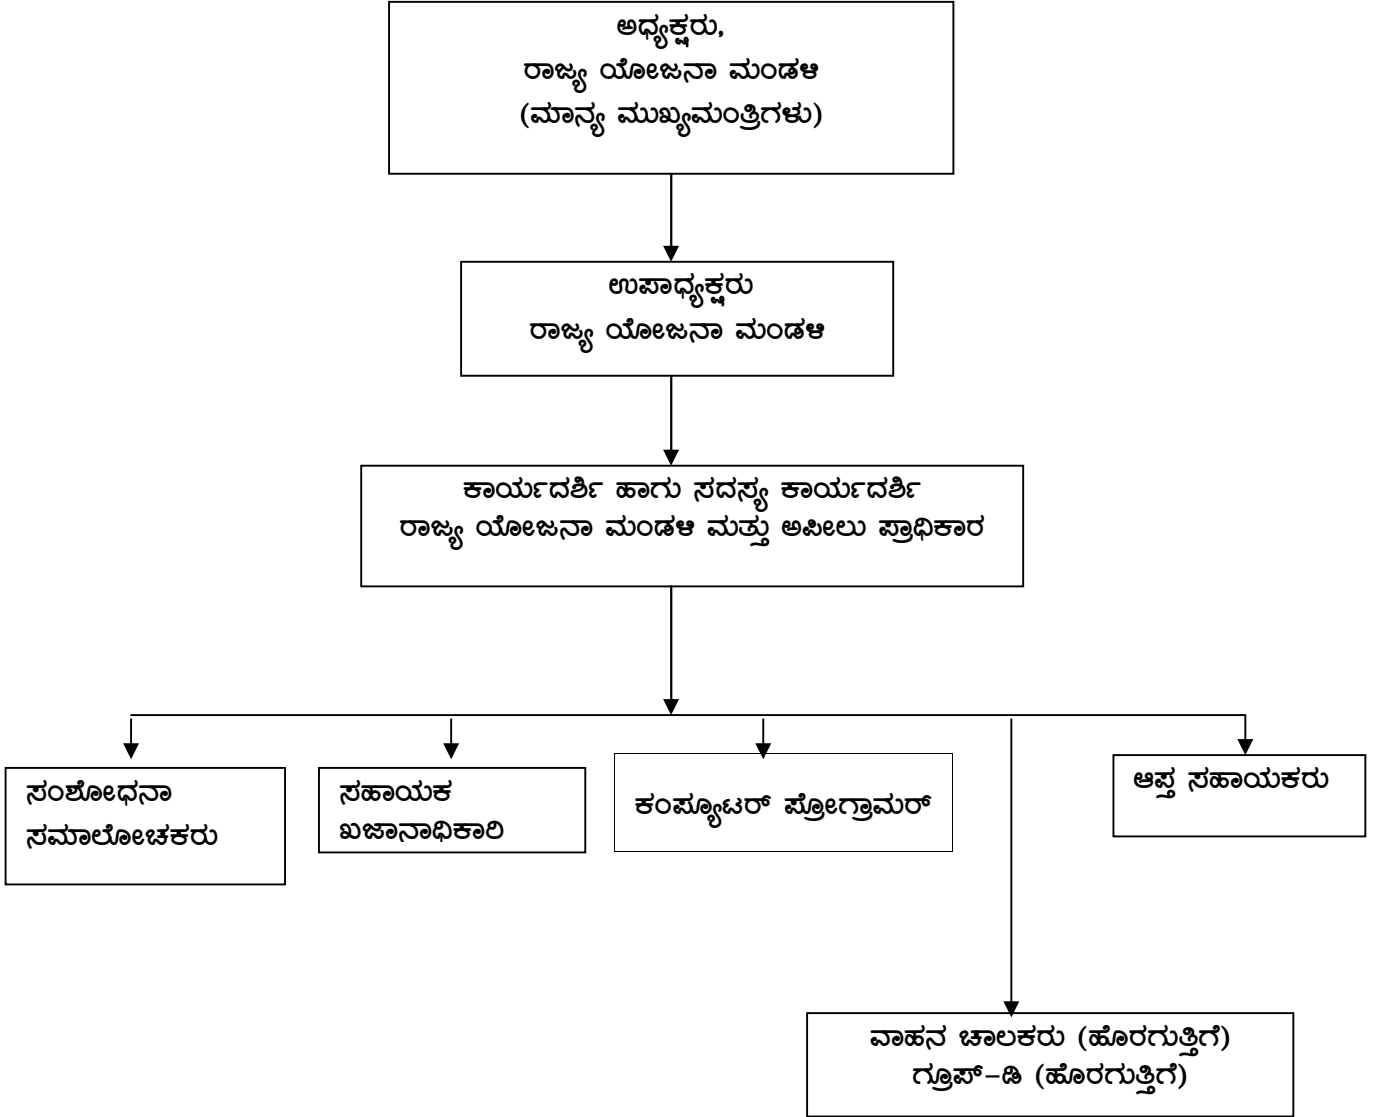 ಅಧ್ಯಕ್ಷರು,
ರಾಜ್ಯ ಯೋಜನಾ ಮಂಡಳಿ
(ಮಾನ್ಯ ಮುಖ್ಯಮಂತ್ರಿಗಳು)
ಉಪಾಧ್ಯಕ್ಷರು
ರಾಜ್ಯ ಯೋಜನಾ ಮಂಡಳಿ
ಕಾರ್ಯದರ್ಶಿ ಹಾಗು ಸದಸ್ಯ ಕಾರ್ಯದರ್ಶಿ
ರಾಜ್ಯ ಯೋಜನಾ ಮಂಡಳಿ ಮತ್ತು ಅಪೀಲು ಪ್ರಾಧಿಕಾರ
ಸಂಶೋಧನಾ
ಸಮಾಲೋಚಕರು
ಸಹಾಯಕ
ಖಜಾನಾಧಿಕಾರಿ
ಕಂಪ್ಯೂಟರ್ ಪ್ರೋಗ್ರಾಮರ್
ಆಪ್ತ ಸಹಾಯಕರು
ವಾಹನ ಚಾಲಕರು (ಹೊರಗುತ್ತಿಗೆ)
ಗ್ರೂಪ್-ಡಿ (ಹೊರಗುತ್ತಿಗೆ)